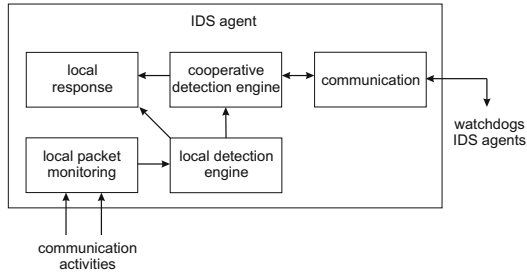 IDS agent
local
response
cooperative
detection engine
communication
watchdogs
IDS agents
local packet
monitoring
local detection
engine
communication
activities